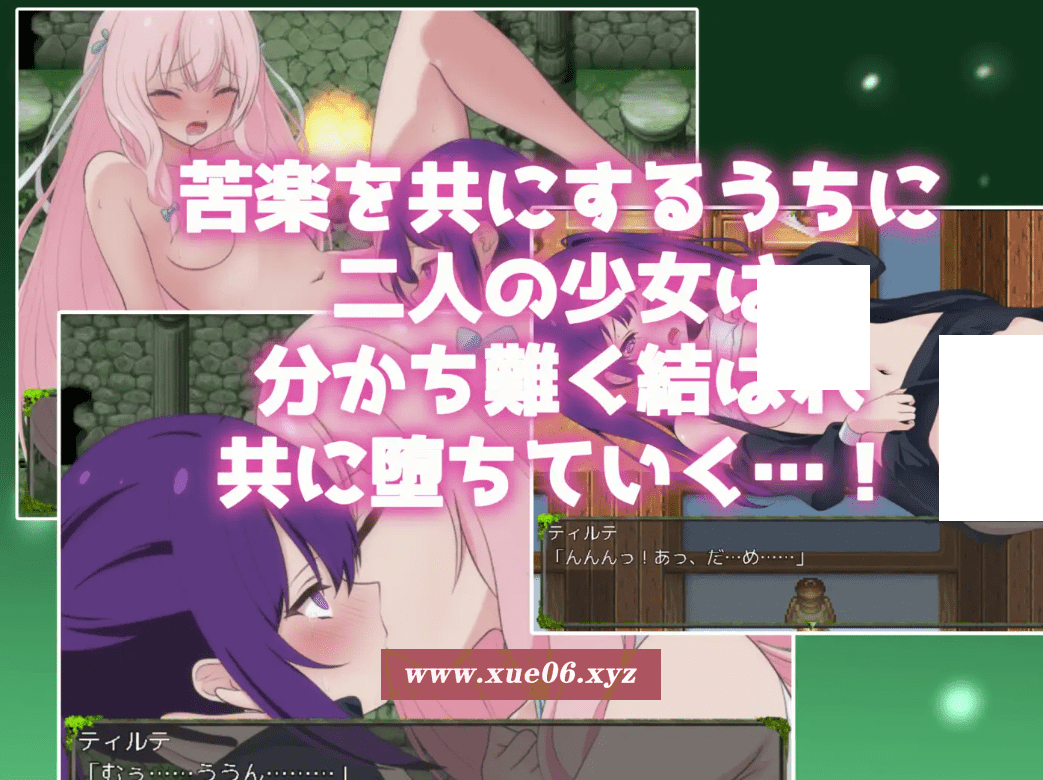 苦楽を共にするうちに
二人の少女は
分かち難く結ばれ
共に堕ちていく…！
ティルテ
「んんんっ！あっ、だ…め……」
www.xue06.xyz
ティルテ
「むぅ……ううん………」